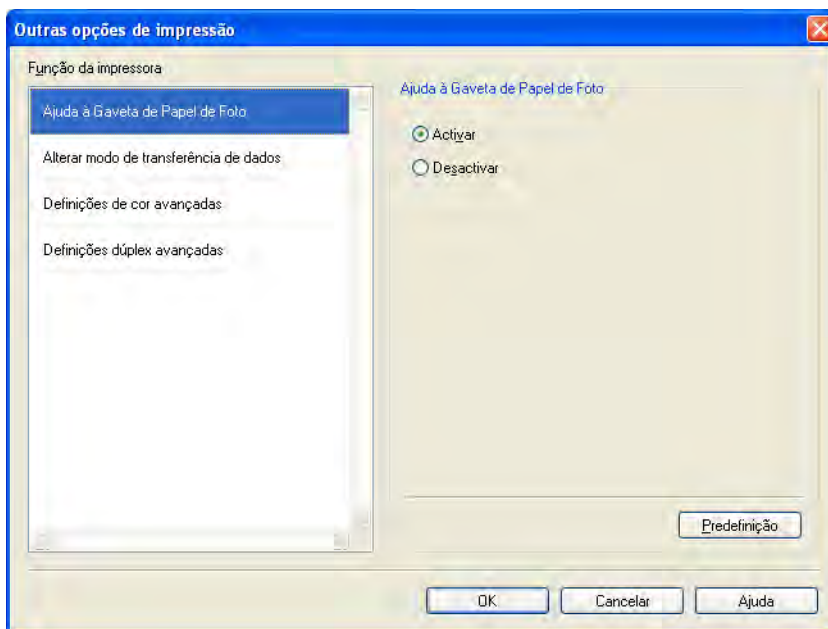 Outras opções de impressão
Função da impressora
Ajuda à Gaveta de Papel de Foto
Alterar modo de transferência de dados
Definições de cor avançadas
Definições dúplex avançadas
Ajuda à Gaveta de Papel de Foto
Activar
Desactivar
Predefinição
OK
Cancelar
Ajuda